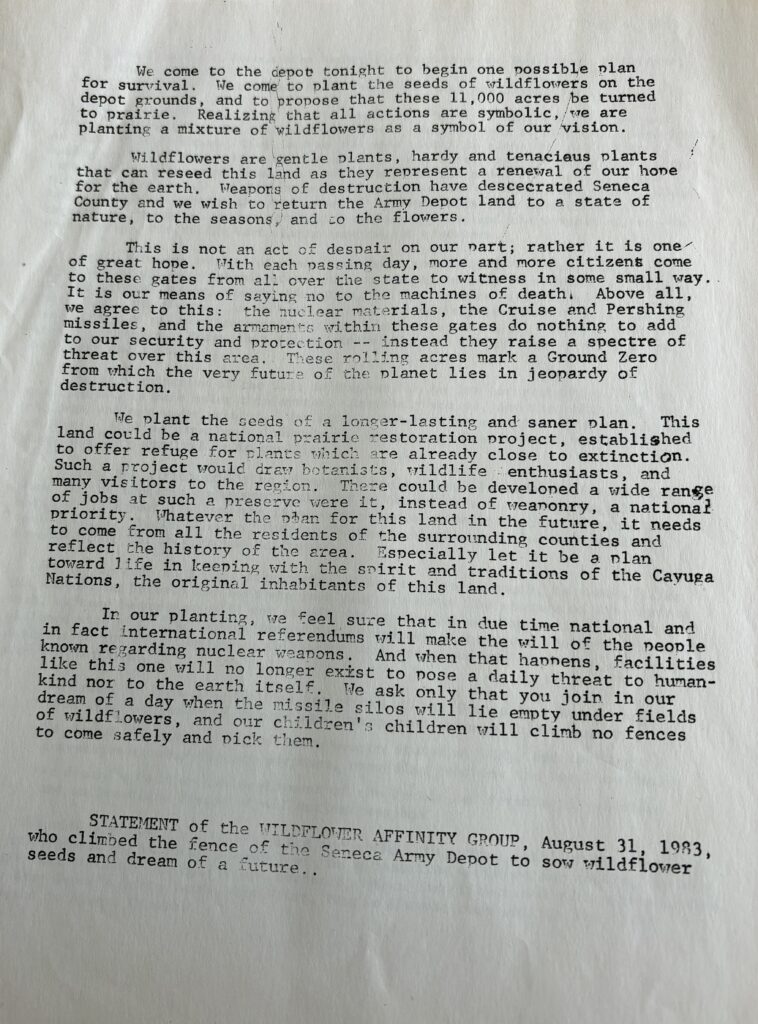 We come to the depot tonight to begin one possible plan
for survival. We come to plant the seeds of wildflowers on the
depot grounds, and to propose that these 11,000 acres be turned
to prairie. Realizing that all actions are symbolic, we are
planting a mixture of wildflowers as a symbol of our vision.
Wildflowers are gentle plants, hardy and tenacious plants
that can reseed this land as they represent a renewal of our hope
for the earth. Weapons of destruction have descecrated Seneca
County and we wish to return the Army Depot land to a state of
nature, to the seasons, and to the flowers.
This is not an act of despair on our part; rather it is one
of great hope. With each passing day, more and more citizens come
to these gates from all over the state to witness in some small way.
It is our means of saying no to the machines of death. Above all,
we agree to this: the nuclear materials, the Cruise and Pershing
missiles, and the armaments within these gates do nothing to add
to our security and protection -- instead they raise a spectre of
threat over this area. These rolling acres mark a Ground Zero
from which the very future of the planet lies in jeopardy of
destruction.
We plant the seeds of a longer-lasting and saner plan. This
land could be a national prairie restoration project, established
to offer refuge for plants which are already close to extinction.
Such a project would draw botanists, wildlife enthusiasts, and
many visitors to the region. There could be developed a wide range
of jobs at such a preserve were it, instead of weaponry, a national
priority. Whatever the plan for this land in the future, it needs
to come from all the residents of the surrounding counties and
reflect the history of the area. Especially let it be a plan
toward life in keeping with the spirit and traditions of the Cayuga
Nations, the original inhabitants of this land.
In our planting, we feel sure that in due time national and
in fact international referendums will make the will of the people
known regarding nuclear weapons. And when that happens, facilities
like this one will no longer exist to pose a daily threat to human-
kind nor to the earth itself. We ask only that you join in our
dream of a day when the missile silos will lie empty under fields
of wildflowers, and our children's children will climb no fences
to come safely and pick them.
STATEMENT of the WILDFLOWER AFFINITY GROUP, August 31, 1983,
who climbed the fence of the Seneca Army Depot to sow wildflower
seeds and dream of a future..